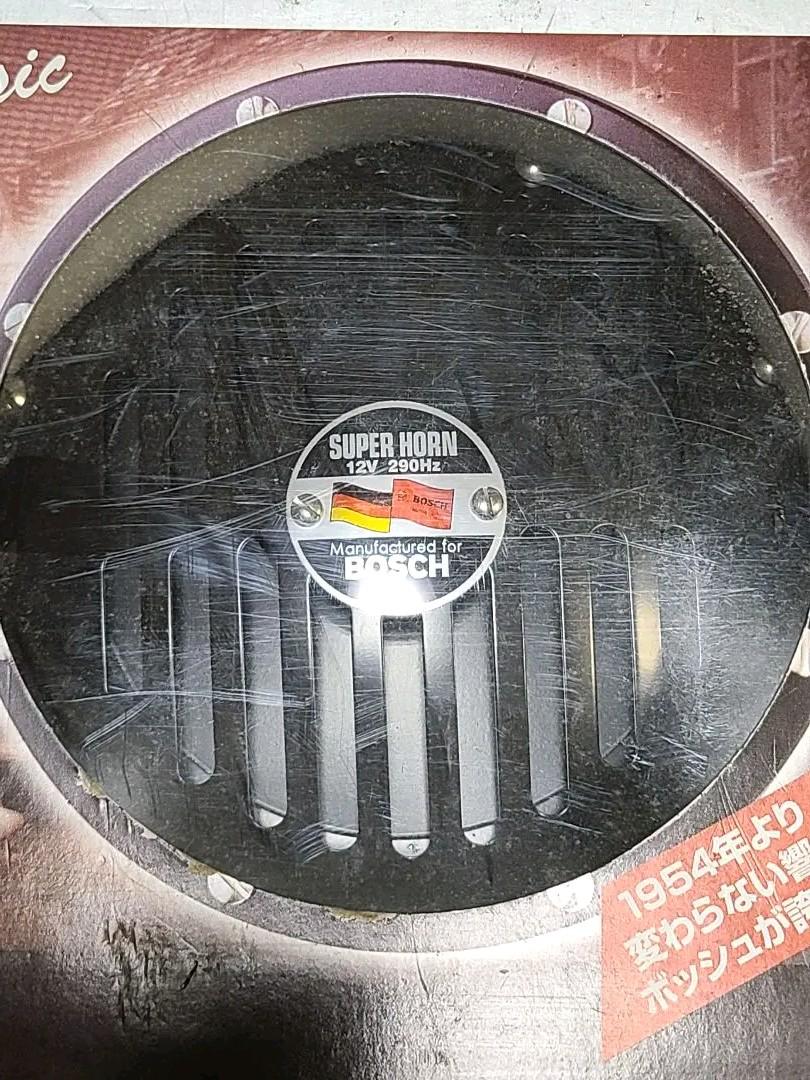 SUPER HORN
12V 290Hz
BOSCH
Manufactured for
BOSCH
1954年より
変わらない響
ボッシュが誇